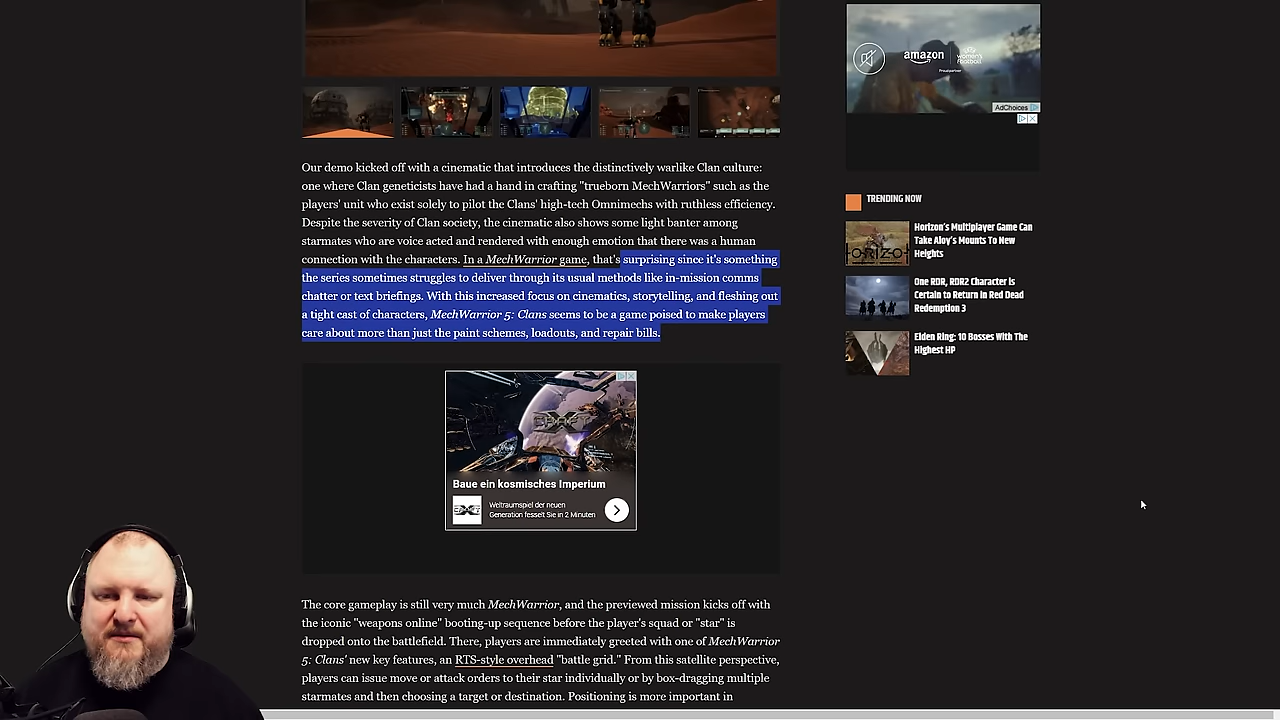 amazon
women's
football
AdChoices
Our demo kicked off with a cinematic that introduces the distinctively warlike Clan culture:
one where Clan geneticists have had a hand in crafting "trueborn MechWarriors" such as the
players' unit who exist solely to pilot the Clans' high-tech Omnimechs with ruthless efficiency.
Despite the severity of Clan society, the cinematic also shows some light banter among
starmates who are voice acted and rendered with enough emotion that there was a human
connection with the characters. In a MechWarrior game, that's surprising since it's something
the series sometimes struggles to deliver through its usual methods like in-mission comms
chatter or text briefings. With this increased focus on cinematics, storytelling, and fleshing out
a tight cast of characters, MechWarrior 5: Clans seems to be a game poised to make players
care about more than just the paint schemes, loadouts, and repair bills.
TRENDING NOW
Horizon's Multiplayer Game Can
Take Aloy's Mounts To New
Heights
One RDR, RDR2 Character Is
Certain to Return in Red Dead
Redemption 3
Elden Ring: 10 Bosses With The
Highest HP
Baue ein kosmisches Imperium
Weltraumspiel der neuen
Generation fesselt Sie in 2 Minuten
The core gameplay is still very much MechWarrior, and the previewed mission kicks off with
the iconic "weapons online" booting-up sequence before the player's squad or "star" is
dropped onto the battlefield. There, players are immediately greeted with one of MechWarrior
5: Clans' new key features, an RTS-style overhead "battle grid." From this satellite perspective,
players can issue move or attack orders to their star individually or by box-dragging multiple
starmates and then choosing a target or destination. Positioning is more important in